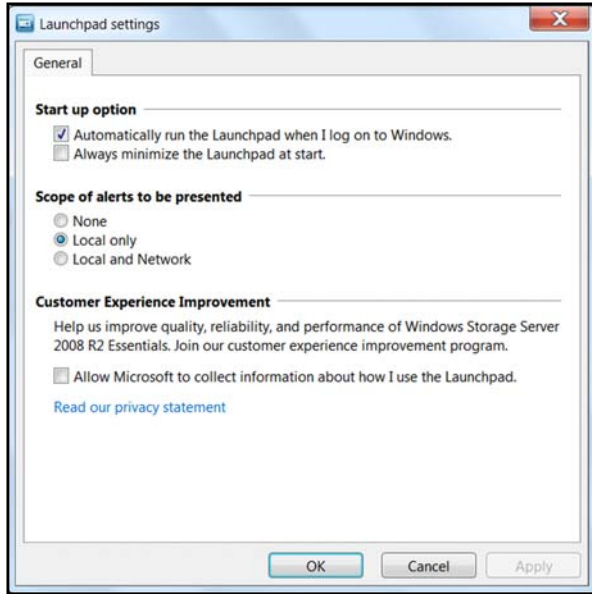 Launchpad settings
General
Start up option
Automatically run the Launchpad when I log on to Windows.
Always minimize the Launchpad at start.
Scope of alerts to be presented
None
Local only
Local and Network
Customer Experience Improvement
Help us improve quality, reliability, and performance of Windows Storage Server
2008 R2 Essentials. Join our customer experience improvement program.
Allow Microsoft to collect information about how I use the Launchpad.
Read our privacy statement
OK Cancel Apply